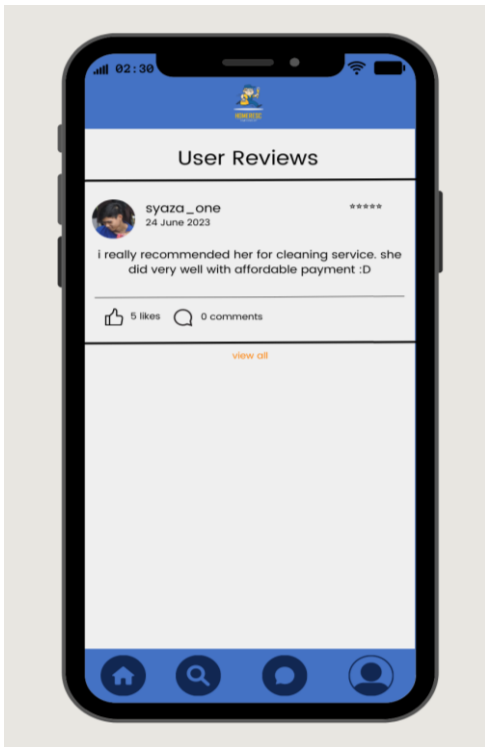 02:30
User Reviews
syaza_one
*****
24 June 2023
i really recommended her for cleaning service. she
did very well with affordable payment :D
5 likes
0 comments
view all